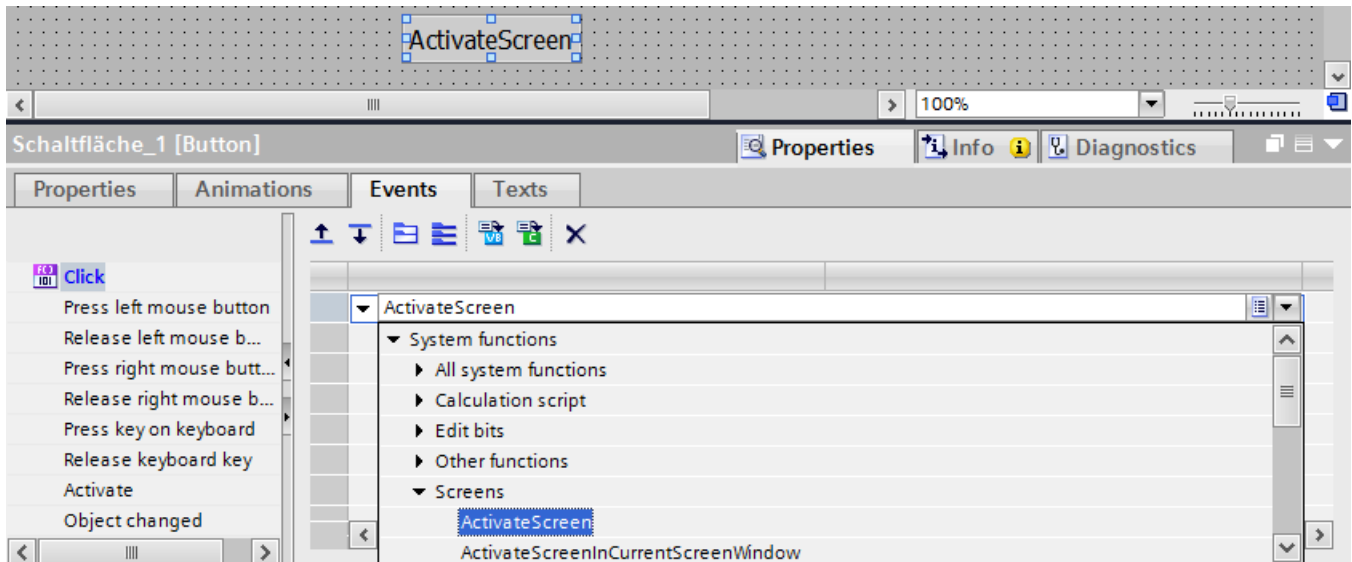 ActivateScreen
100%
Schaltfläche_1 [Button]
Properties
Info
Diagnostics
Properties
Animations
Events
Texts
Click
Press left mouse button
Release left mouse b...
Press right mouse butt...
Release right mouse b...
Press key on keyboard
Release keyboard key
Activate
Object changed
ActivateScreen
System functions
All system functions
Calculation script
Edit bits
Other functions
Screens
ActivateScreen
ActivateScreenInCurrentScreenWindow